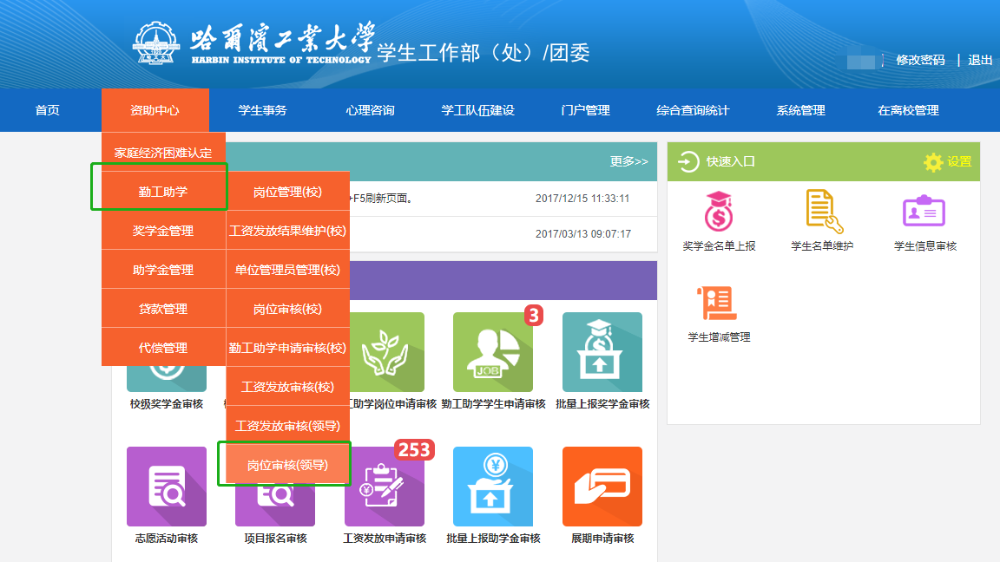 哈尔滨工业大学
HARBIN INSTITUTE OF TECHNOLOGY
学生工作部（处）/团委
修改密码 | 退出
首页 资助中心 学生事务 心理咨询 学工队伍建设 门户管理 综合查询统计 系统管理 在离校管理
家庭经济困难认定
勤工助学
奖学金管理
助学金管理
贷款管理
代偿管理
岗位管理(校)
工资发放结果维护(校)
单位管理员管理(校)
岗位审核(校)
勤工助学申请审核(校)
工资发放审核(校)
工资发放审核(领导)
岗位审核(领导)
更多>>
+F5刷新页面。 2017/12/15 11:33:11
2017/03/13 09:07:17
快速入口 设置
奖学金名单上报 学生名单维护 学生信息审核
学生增减管理
3
JOB
校级奖学金审核 助学岗位申请审核 勤工助学学生申请审核 批量上报奖学金审核
253
志愿活动审核 项目报名审核 工资发放申请审核 批量上报助学金审核 展期申请审核